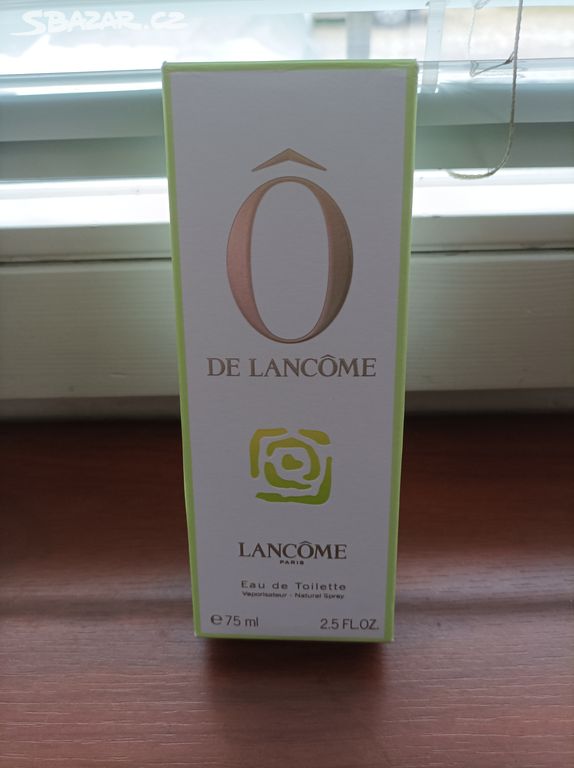 SBAZAR.CZ
Ô
DE LANCÔME
LANCÔME
PARIS
Eau de Toilette
Vaporisateur - Natural Spray
℮ 75 ml 2.5 FL.OZ.